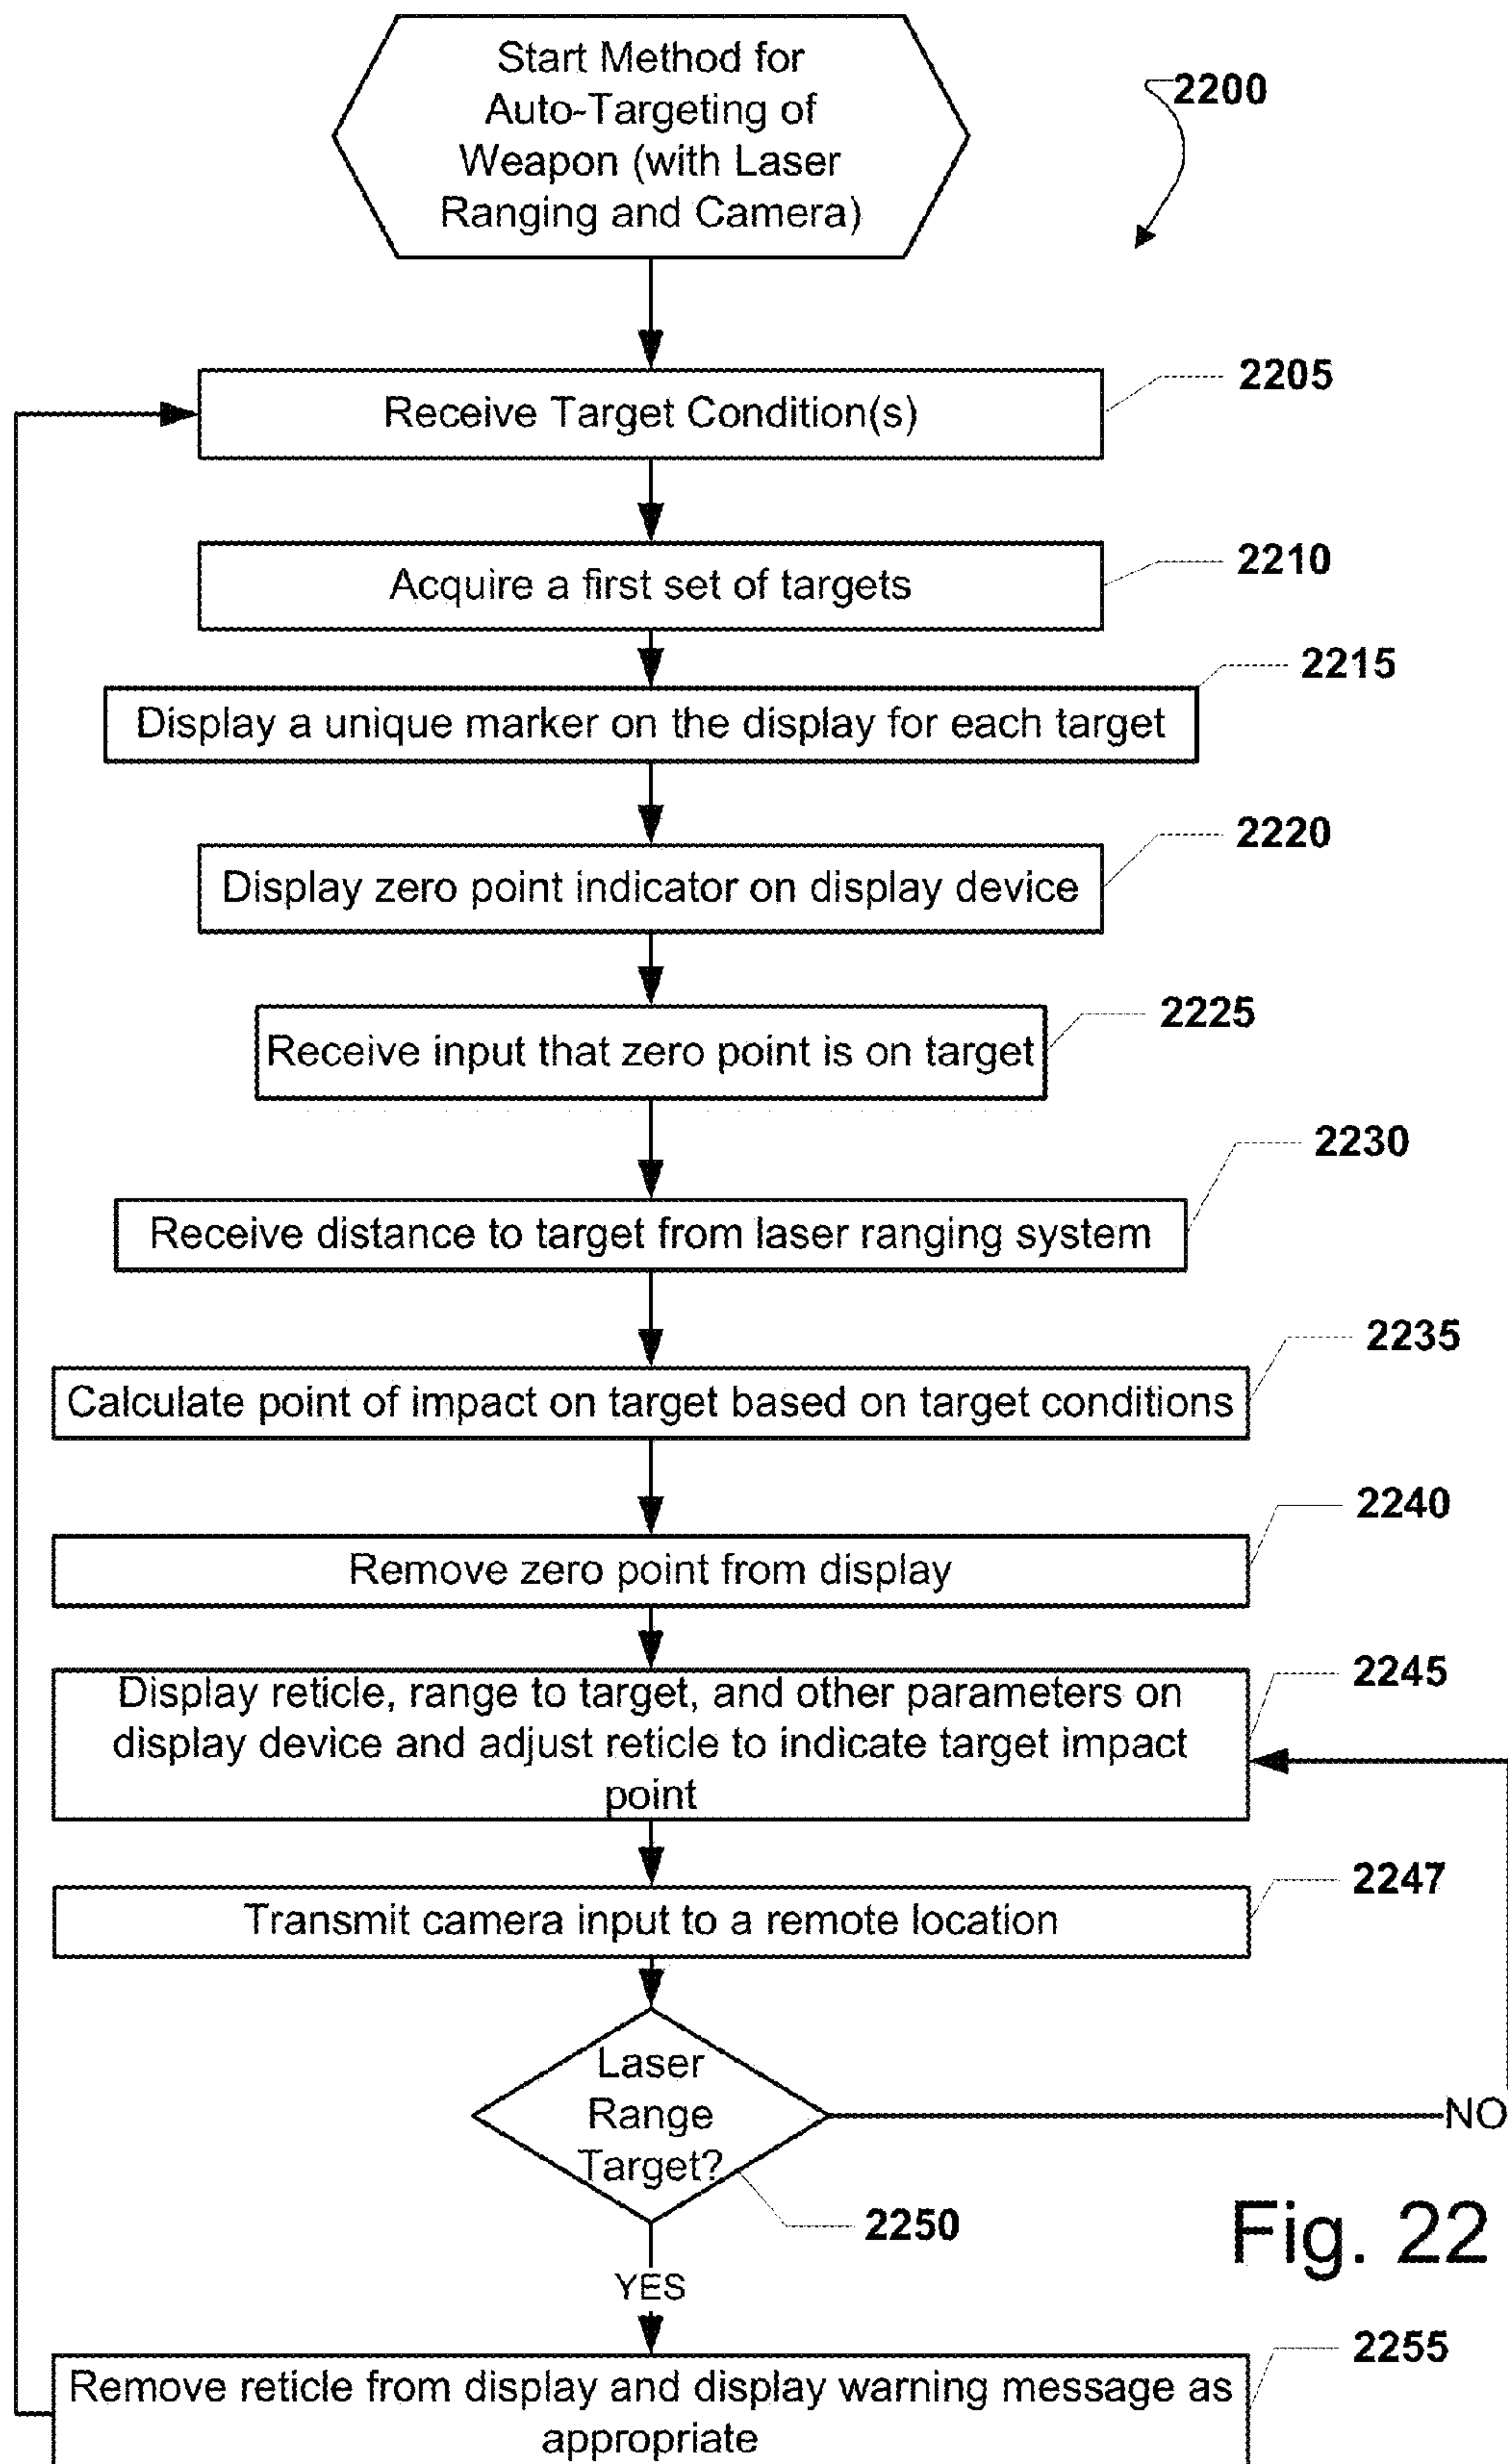 Start Method for
Auto-Targeting of
Weapon (with Laser
Ranging and Camera)
2200
Receive Target Condition(s)
2205
Acquire a first set of targets
2210
2215
Display a unique marker on the display for each target
2220
Display zero point indicator on display device
2225
Receive input that zero point is on target
2230
Receive distance to target from laser ranging system
2235
Calculate point of impact on target based on target conditions
2240
Remove zero point from display
2245
Display reticle, range to target, and other parameters on
display device and adjust reticle to indicate target impact
point
2247
Transmit camera input to a remote location
Laser
Range
Target?
NO
2250
Fig. 22
YES
2255
Remove reticle from display and display warning message as
appropriate